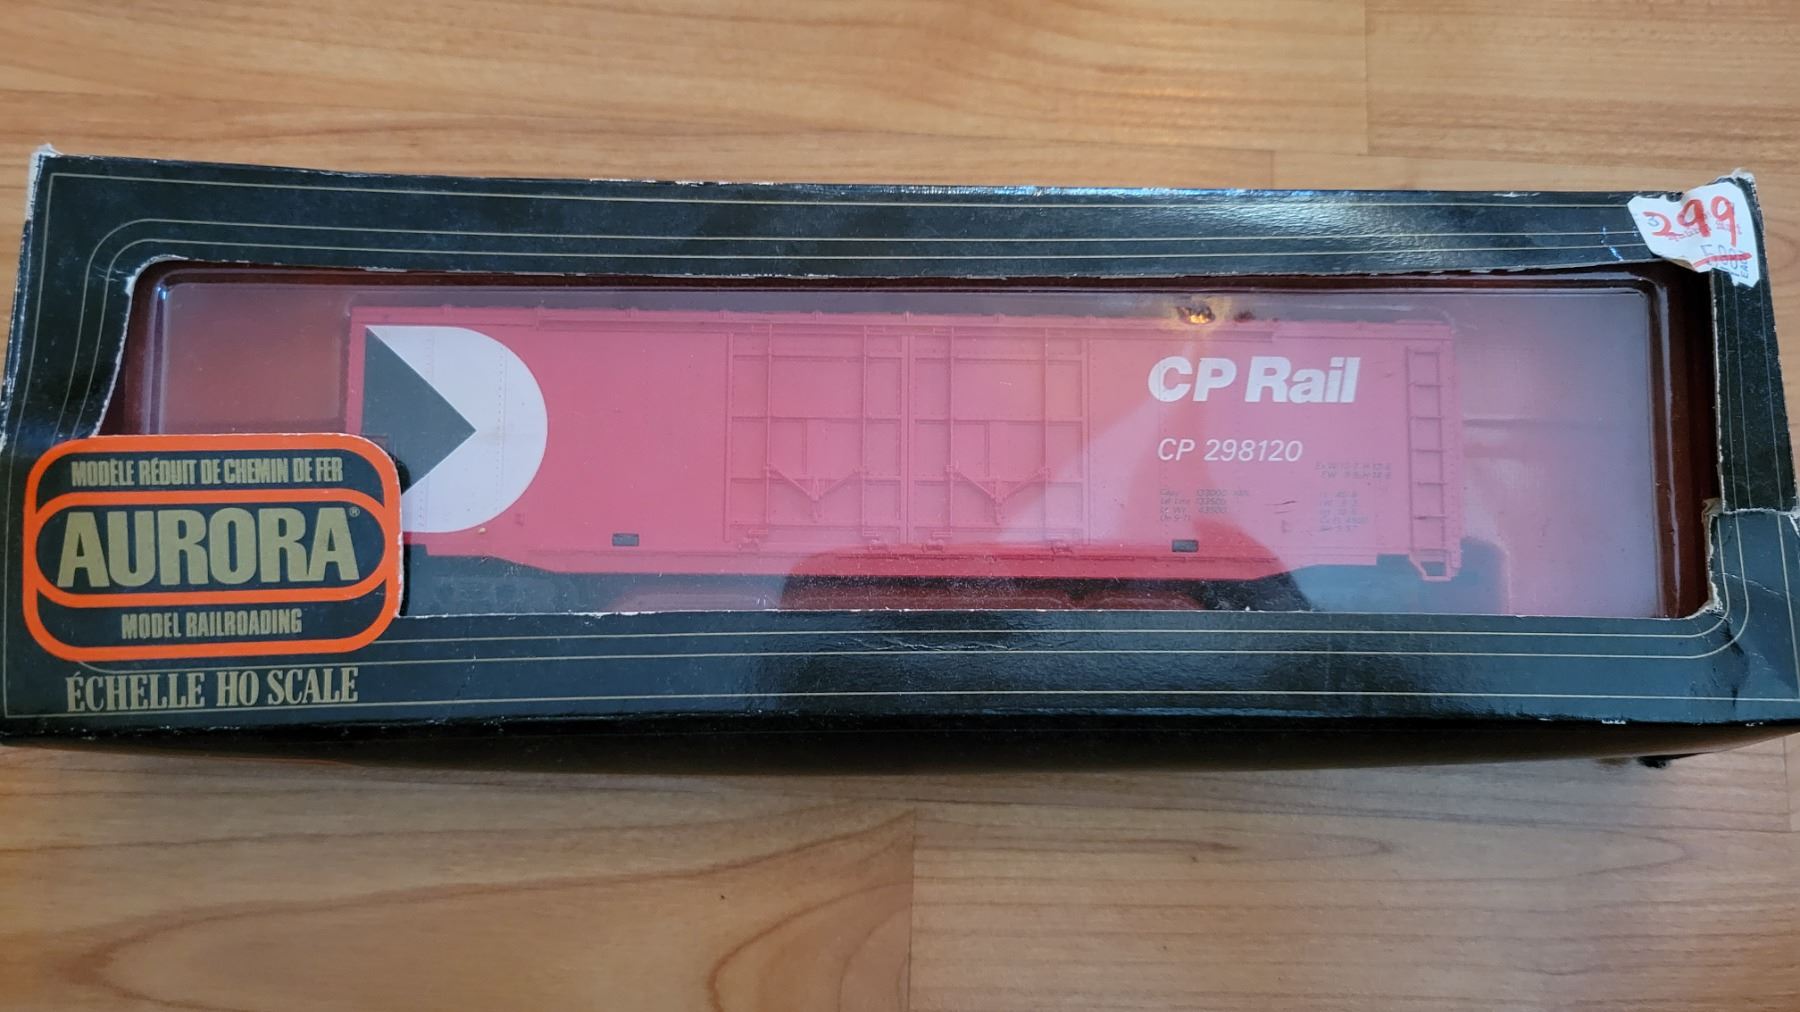 299
MODÈLE RÉDUIT DE CHEMIN DE FER
AURORA®
MODEL RAILROADING
ÉCHELLE HO SCALE
CP Rail
CP 298120